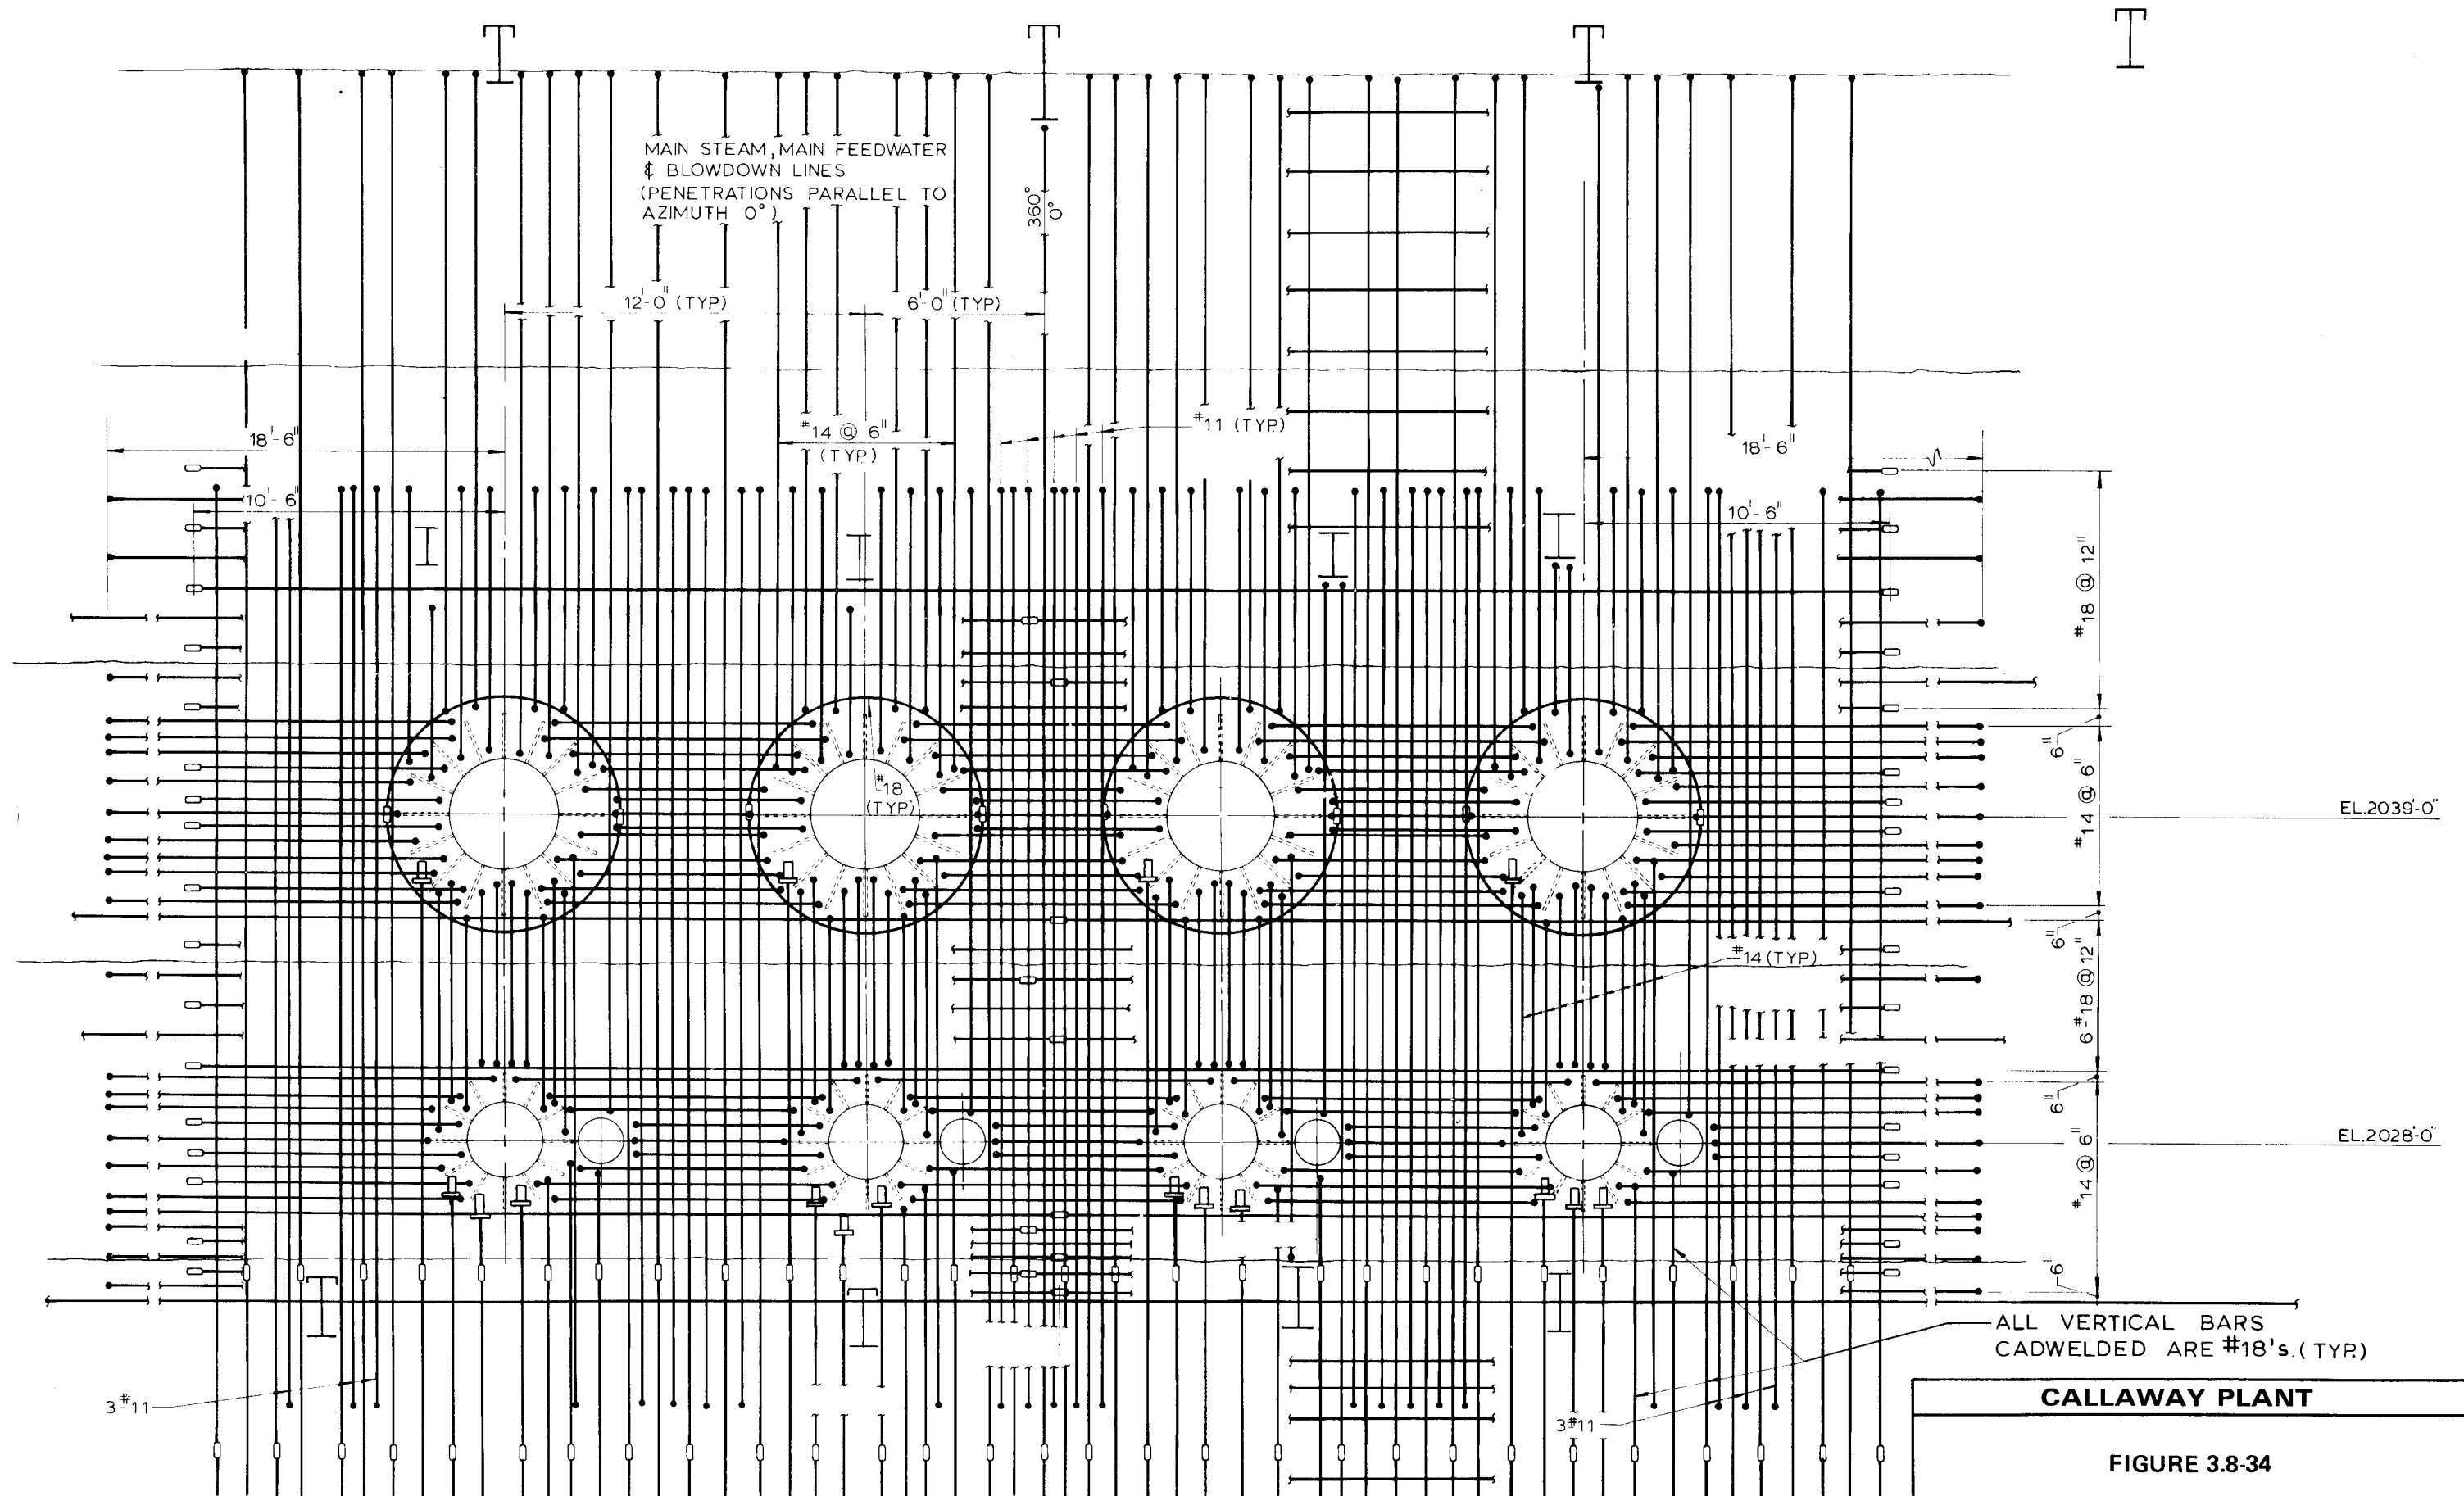 MAIN STEAM, MAIN FEEDWATER
& BLOWDOWN LINES
(PENETRATIONS PARALLEL TO
AZIMUTH 0°)
360°
0°
12'-0" (TYP)
6'-0" (TYP)
18'-6"
#14 @ 6"
(TYP.)
#11 (TYP.)
18'-6"
10'-6"
10'-6"
#18 @ 12"
6"
#18
(TYP.)
#14 @ 6"
EL.2039'-0"
6"
#14 (TYP.)
6-#18 @ 12"
6"
EL.2028'-0"
#14 @ 6"
6"
ALL VERTICAL BARS
CADWELDED ARE #18's. (TYP.)
3#11
3#11
CALLAWAY PLANT
FIGURE 3.8-34